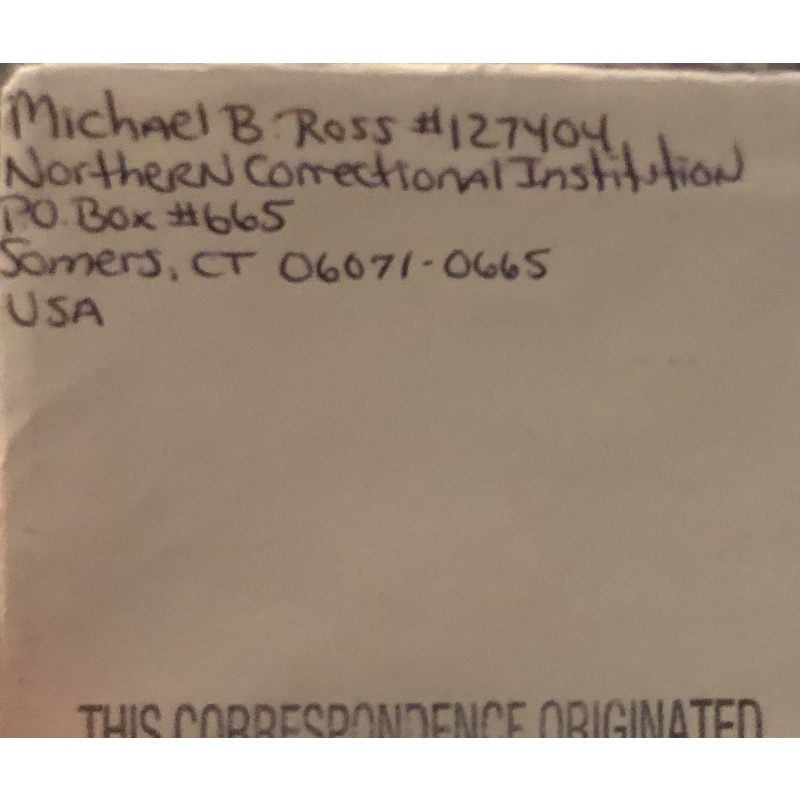 Michael B. Ross #127404
Northern Correctional Institution
P.O. Box #665
Somers, CT 06071-0665
USA
THIS CORRESPONDENCE ORIGINATED